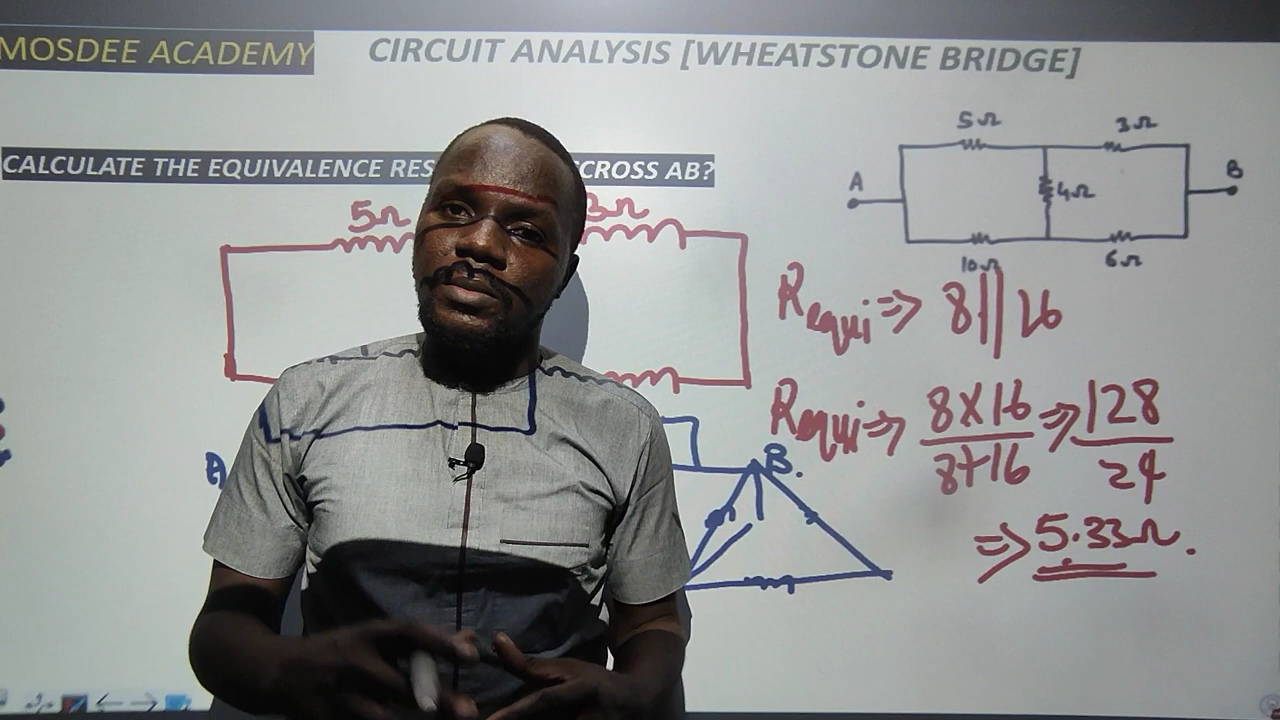 MOSDEE ACADEMY
CIRCUIT ANALYSIS [WHEATSTONE BRIDGE]
CALCULATE THE EQUIVALENCE RES CROSS AB?
5Ω 3Ω
A 4Ω B
10Ω 6Ω
5Ω 3Ω
Requi ⇒ 8||16
Requi ⇒ 8×16/8+16 ⇒ 128/24
⇒ 5.33Ω.
A
B.